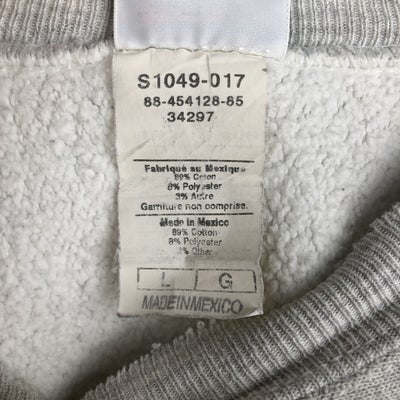 S1049-017
88-454128-85
34297
Fabriqué au Mexique
89% Coton
8% Polyester
3% Autre
Garniture non comprise.
Made in Mexico
89% Cotton
8% Polyester
3% Other
L G
MADE IN MEXICO